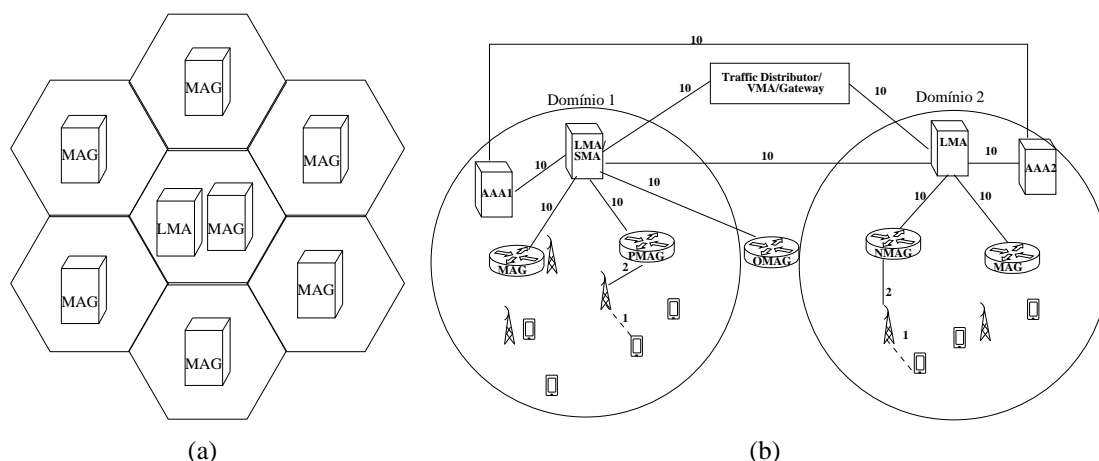 MAG
MAG
MAG
LMA
MAG
MAG
MAG
MAG
(a)
10
Traffic Distributor/
VMA/Gateway
10
10
Domínio 1
Domínio 2
LMA/
SMA
LMA
10
AAA1
10
10
10
AAA2
10
10
10
10
MAG
PMAG
OMAG
NMAG
MAG
2
2
1
1
(b)